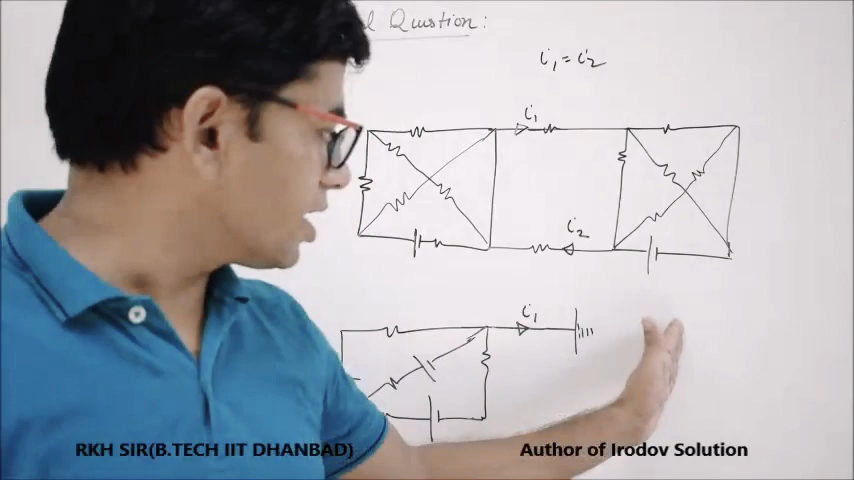 Question:
i₁ = i₂
i₁
i₂
i₁
RKH SIR(B.TECH IIT DHANBAD)
Author of Irodov Solution